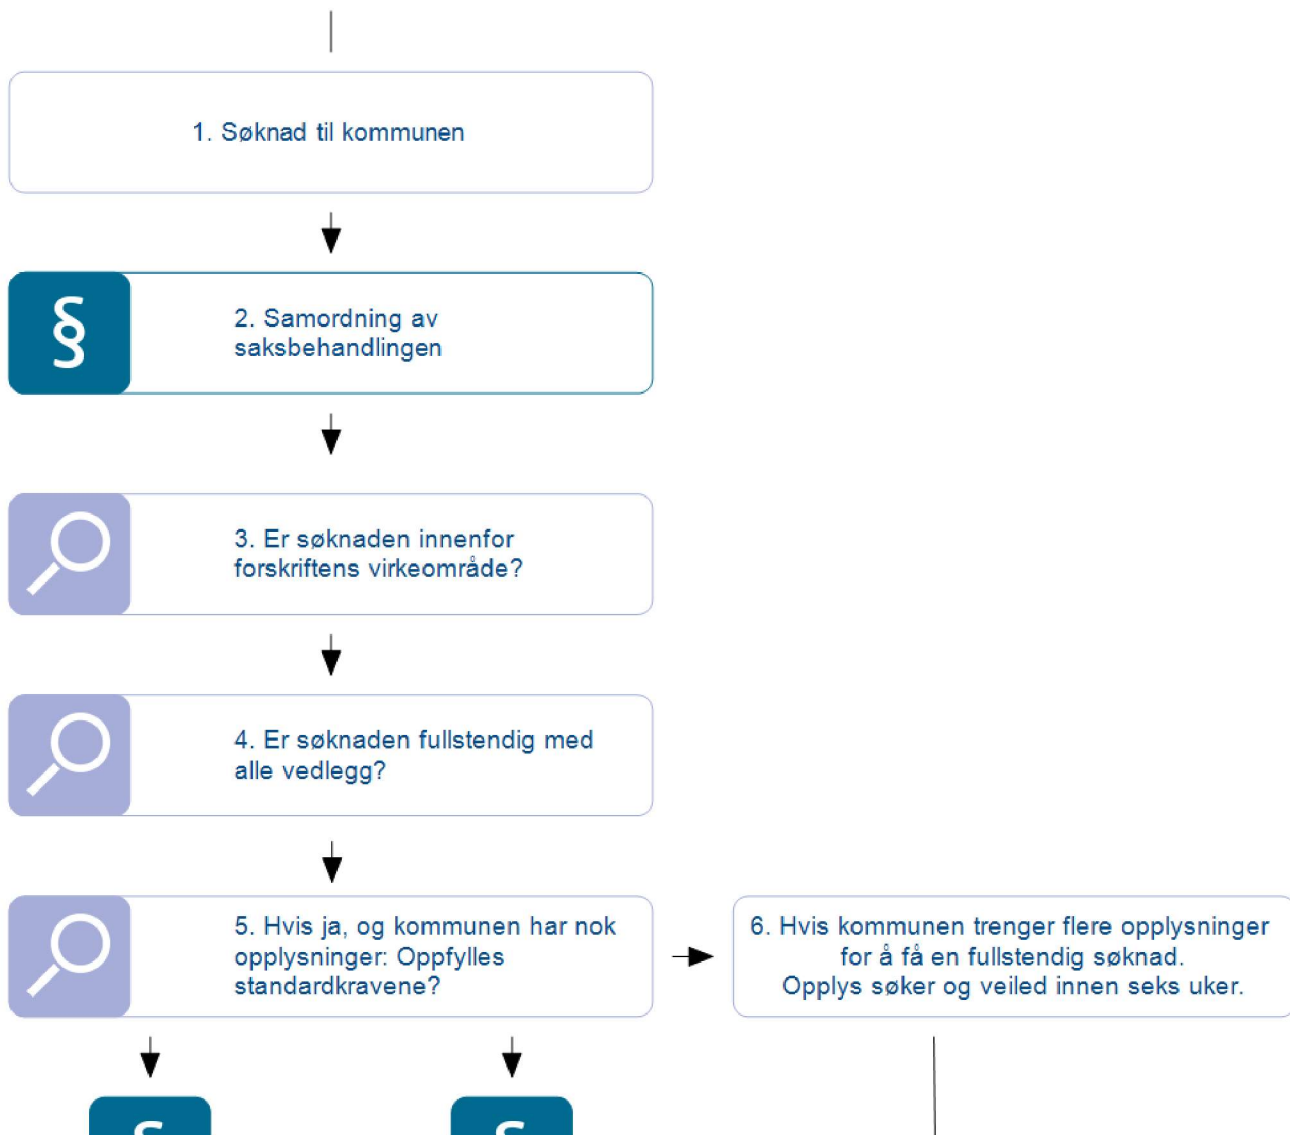 1. Søknad til kommunen
§
2. Samordning av
saksbehandlingen
3. Er søknaden innenfor
forskriftens virkeområde?
4. Er søknaden fullstendig med
alle vedlegg?
5. Hvis ja, og kommunen har nok
opplysninger: Oppfylles
standardkravene?
6. Hvis kommunen trenger flere opplysninger
for å få en fullstendig søknad.
Opplys søker og veiled innen seks uker.
§ §